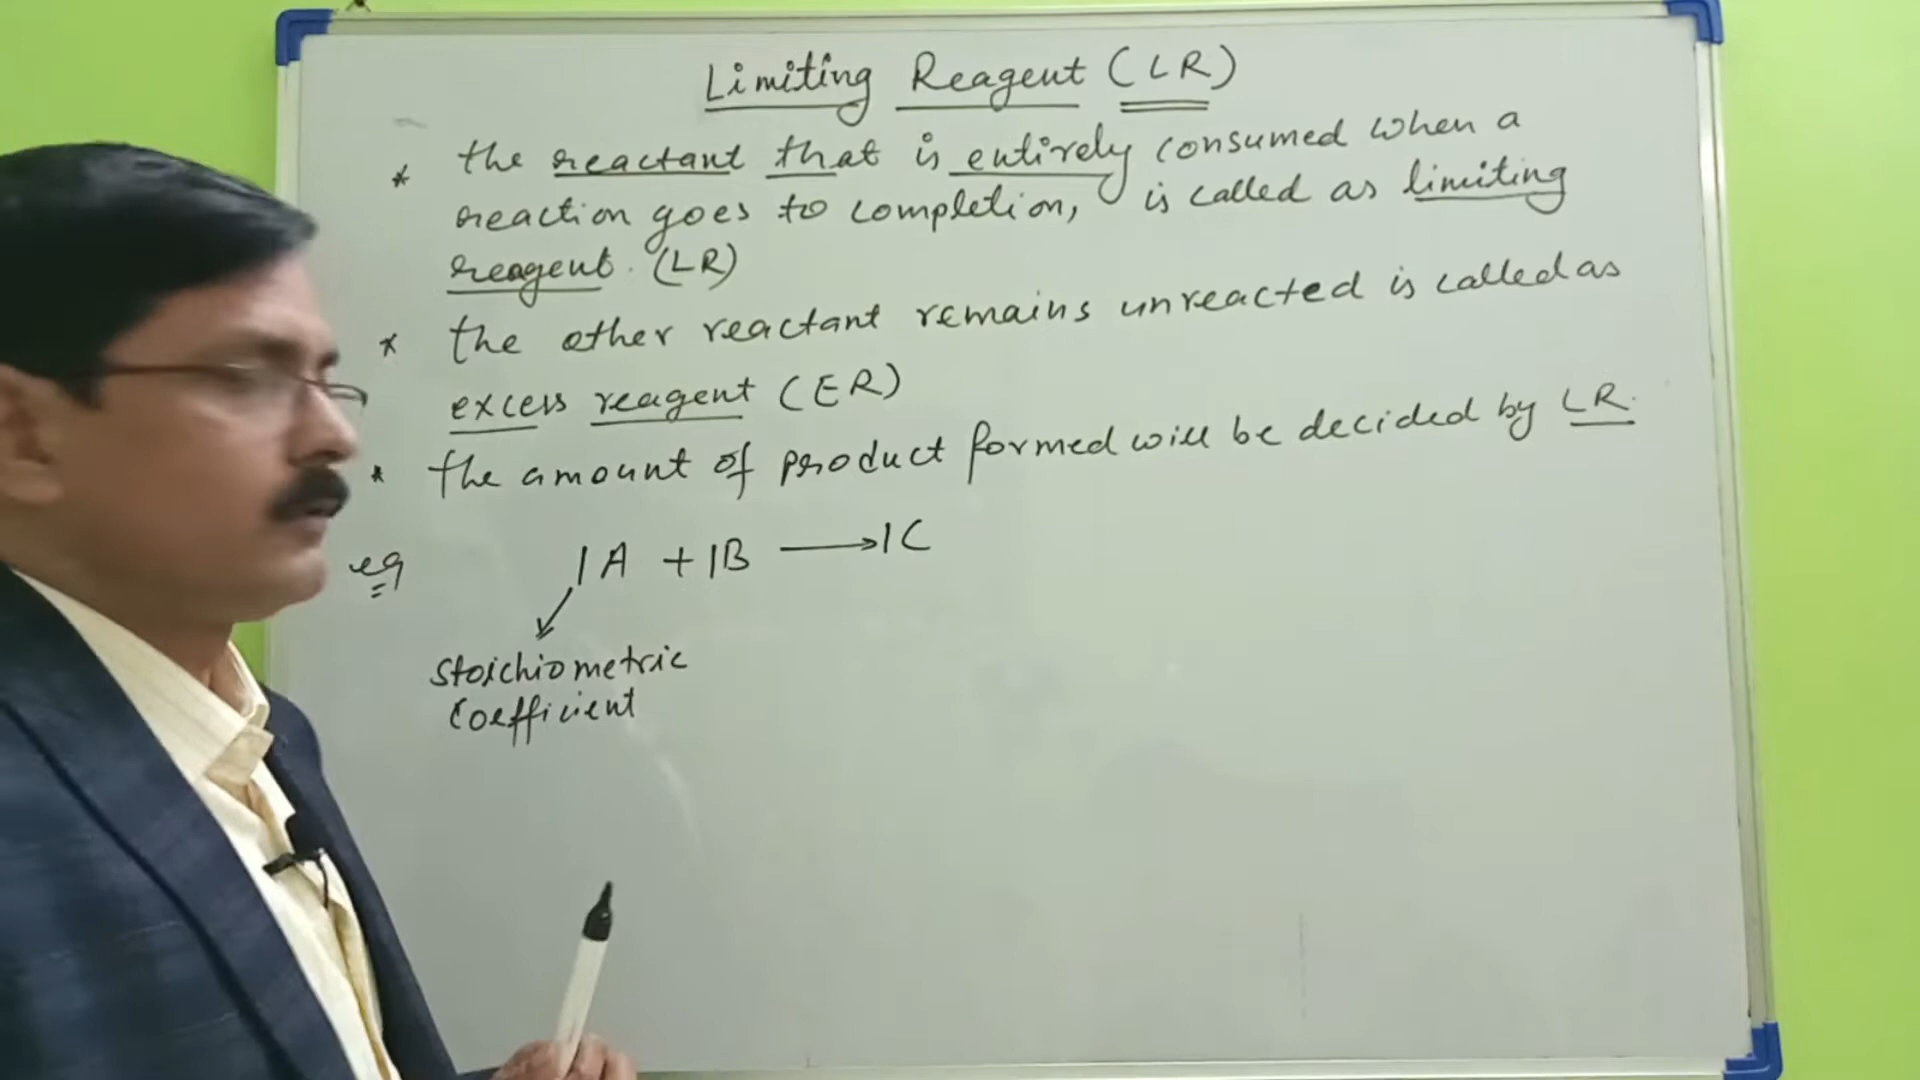 Limiting Reagent (LR)
* the reactant that is entirely consumed when a
reaction goes to completion, is called as limiting
reagent. (LR)
* the other reactant remains unreacted is called as
excess reagent (ER)
* The amount of product formed will be decided by LR.
eg 1A + 1B ⟶ 1C
Stoichiometric
Coefficient